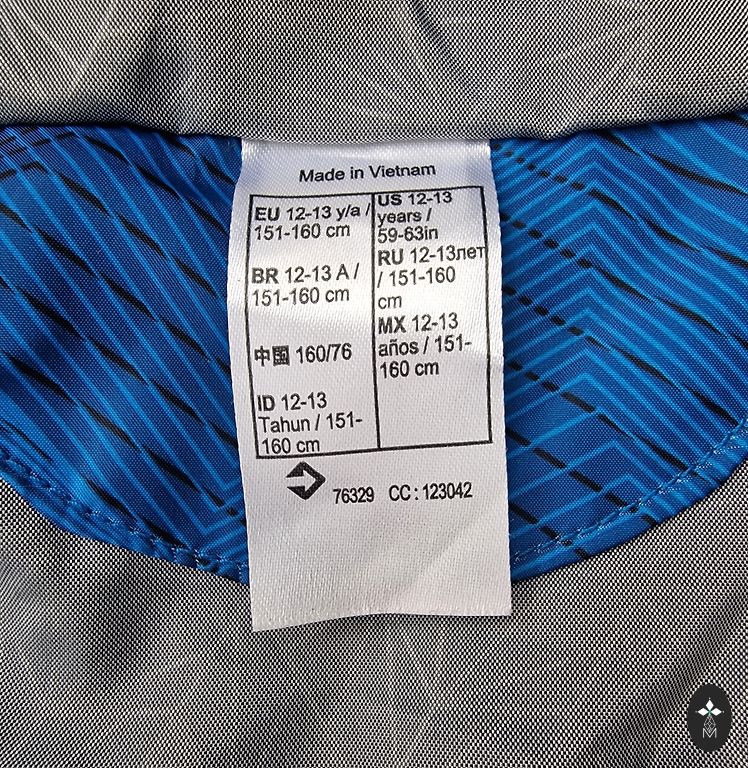 Made in Vietnam
EU 12-13 y/a /
151-160 cm
BR 12-13 A /
151-160 cm
中国 160/76
ID 12-13
Tahun / 151-
160 cm
US 12-13
years /
59-63in
RU 12-13лет
/ 151-160
cm
MX 12-13
años / 151-
160 cm
76329 CC : 123042
M